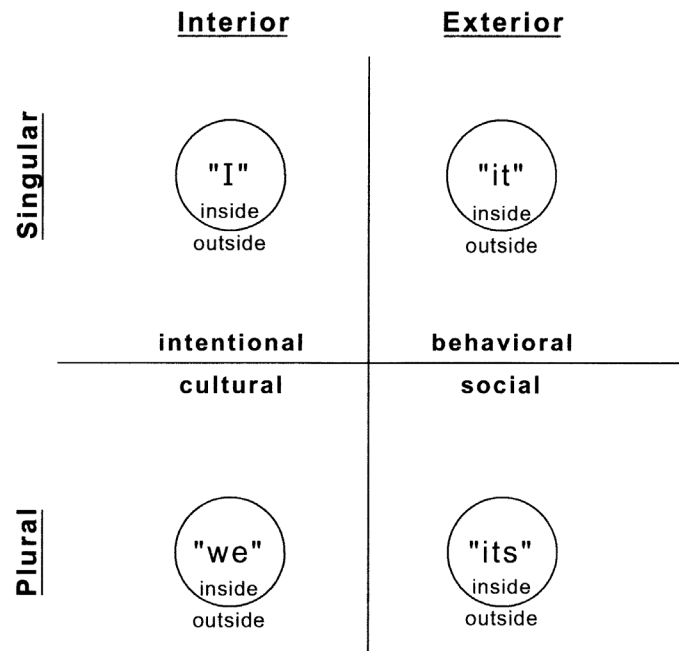 Interior
Exterior
Singular
"I"
inside
outside
"it"
inside
outside
intentional
behavioral
cultural
social
Plural
"we"
inside
outside
"its"
inside
outside